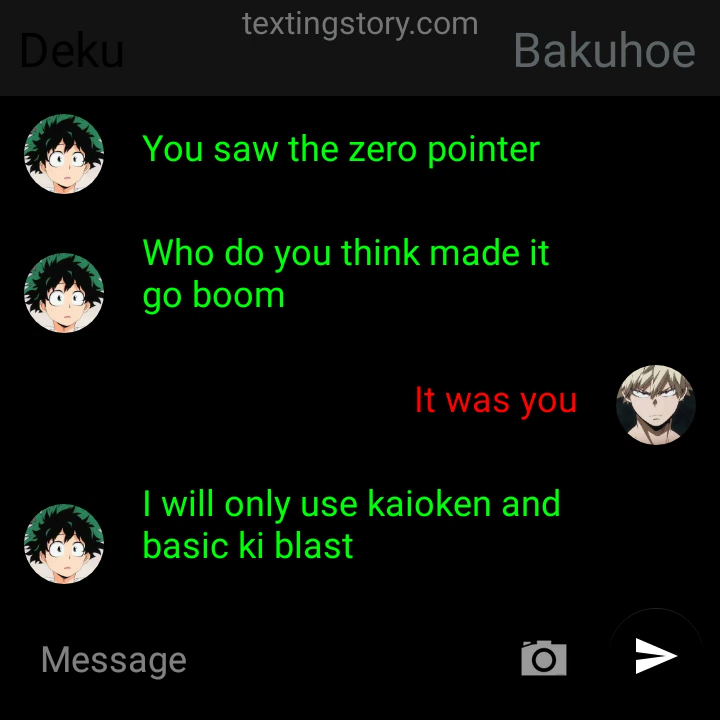 textingstory.com
Deku
Bakuhoe
You saw the zero pointer
Who do you think made it
go boom
It was you
I will only use kaioken and
basic ki blast
Message